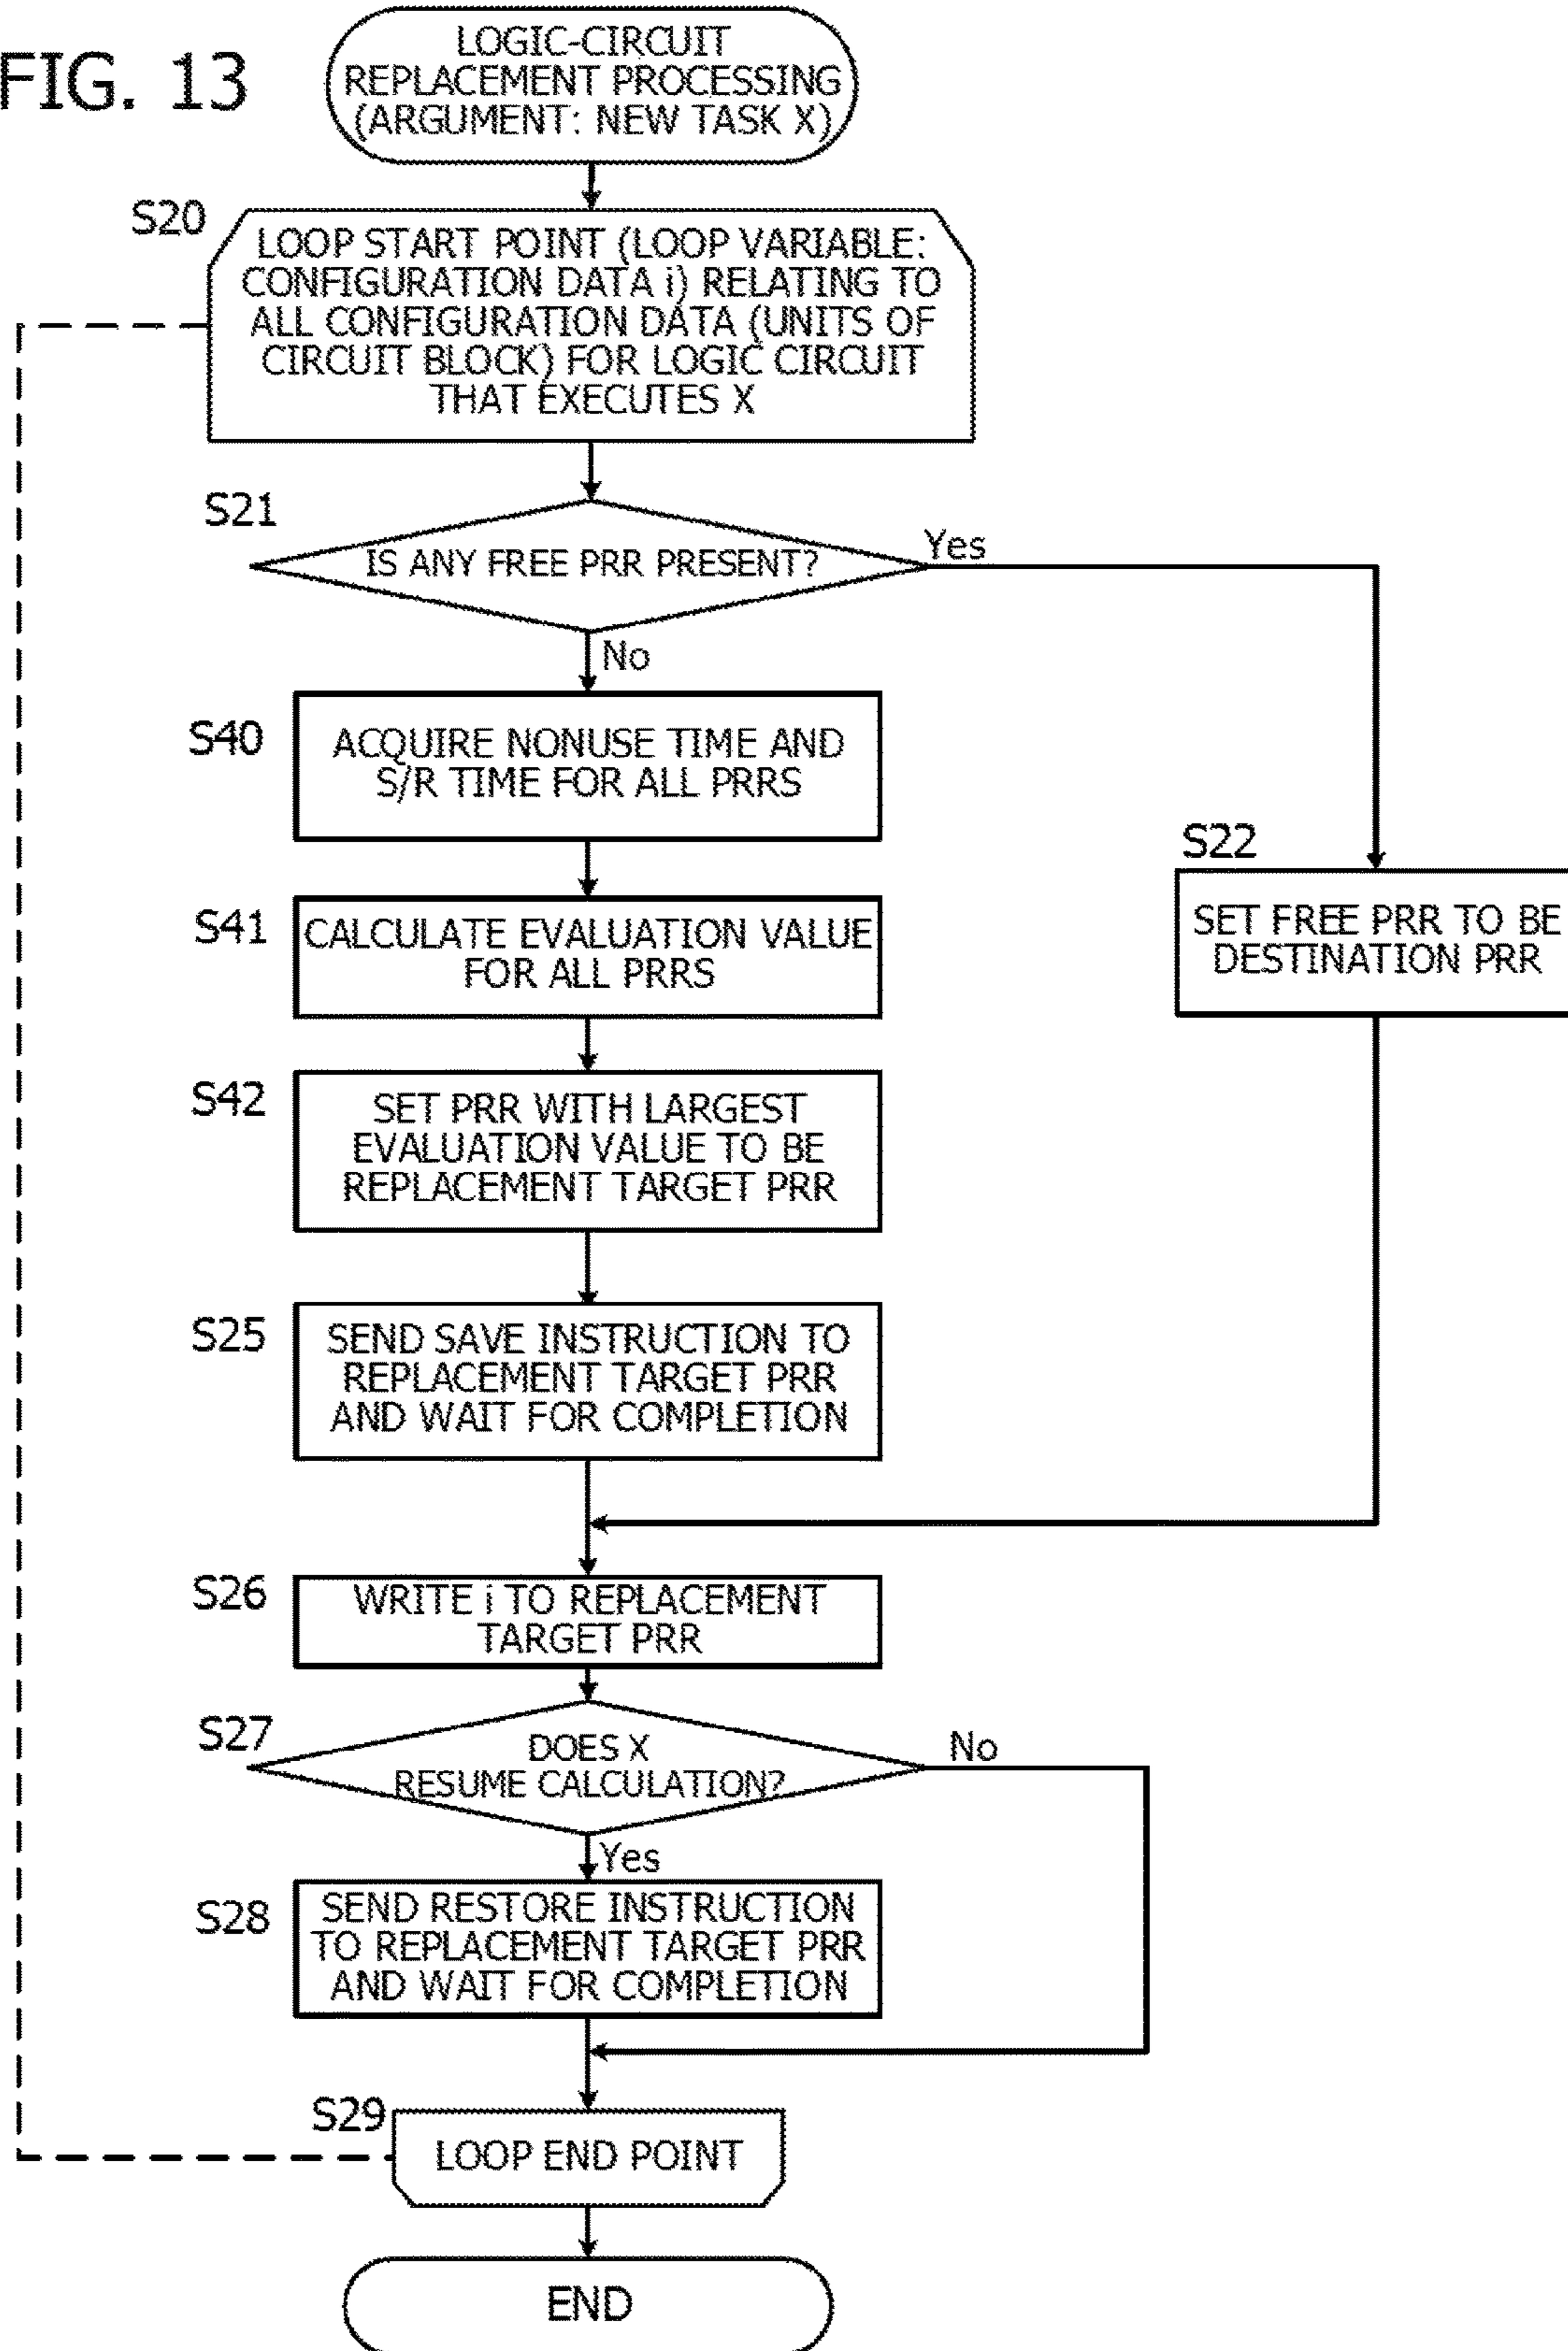 FIG. 13
LOGIC-CIRCUIT
REPLACEMENT PROCESSING
(ARGUMENT: NEW TASK X)
S20
LOOP START POINT (LOOP VARIABLE:
CONFIGURATION DATA i) RELATING TO
ALL CONFIGURATION DATA (UNITS OF
CIRCUIT BLOCK) FOR LOGIC CIRCUIT
THAT EXECUTES X
S21
IS ANY FREE PRR PRESENT?
Yes
No
S40
ACQUIRE NONUSE TIME AND
S/R TIME FOR ALL PRRS
S22
SET FREE PRR TO BE
DESTINATION PRR
S41
CALCULATE EVALUATION VALUE
FOR ALL PRRS
S42
SET PRR WITH LARGEST
EVALUATION VALUE TO BE
REPLACEMENT TARGET PRR
S25
SEND SAVE INSTRUCTION TO
REPLACEMENT TARGET PRR
AND WAIT FOR COMPLETION
S26
WRITE i TO REPLACEMENT
TARGET PRR
S27
DOES X
RESUME CALCULATION?
No
Yes
S28
SEND RESTORE INSTRUCTION
TO REPLACEMENT TARGET PRR
AND WAIT FOR COMPLETION
S29
LOOP END POINT
END